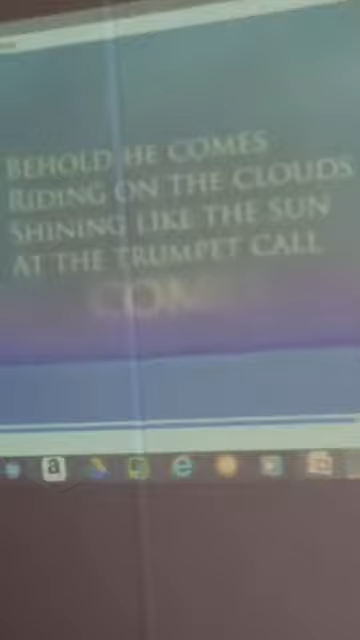 BEHOLD HE COMES
RIDING ON THE CLOUDS
SHINING LIKE THE SUN
AT THE TRUMPET CALL
a
e